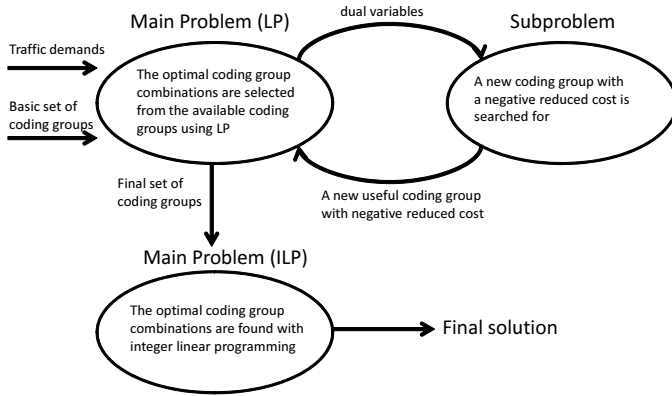 Main Problem (LP)
dual variables
Subproblem
Traffic demands
Basic set of
coding groups
The optimal coding group
combinations are selected
from the available coding
groups using LP
A new coding group with
a negative reduced cost is
searched for
Final set of
coding groups
A new useful coding group
with negative reduced cost
Main Problem (ILP)
The optimal coding group
combinations are found with
integer linear programming
Final solution